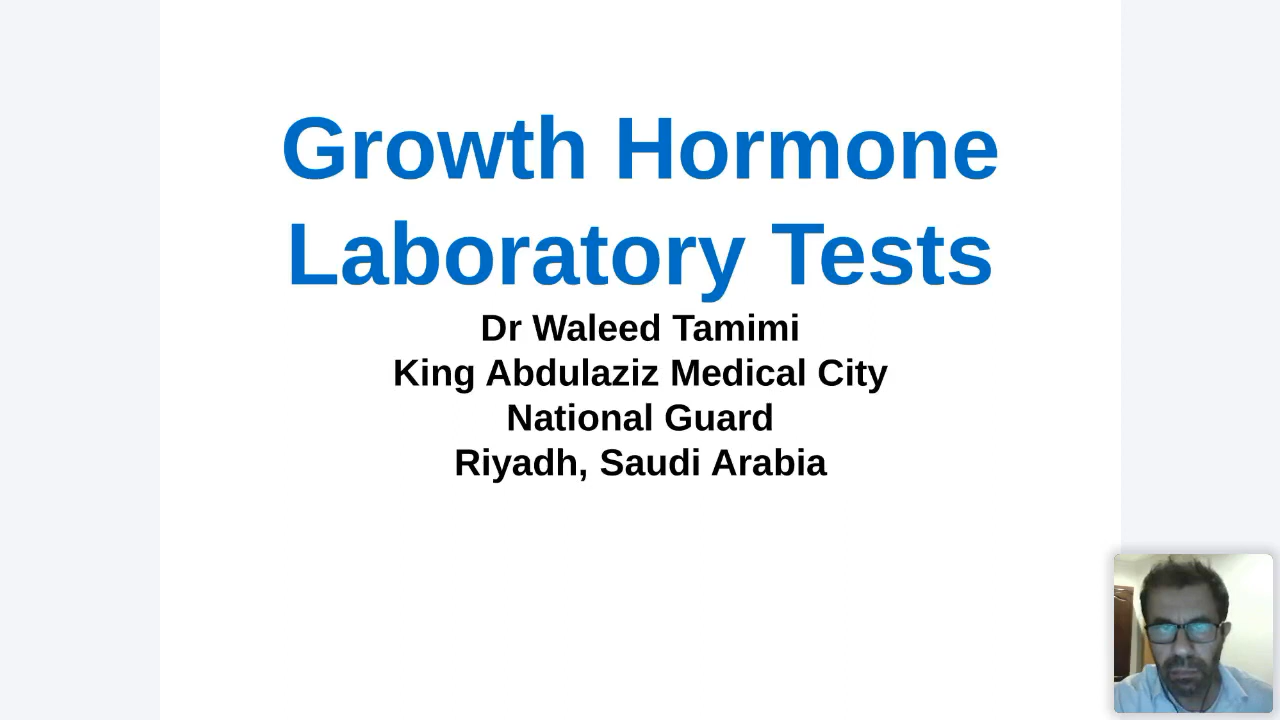 Growth Hormone
Laboratory Tests
Dr Waleed Tamimi
King Abdulaziz Medical City
National Guard
Riyadh, Saudi Arabia